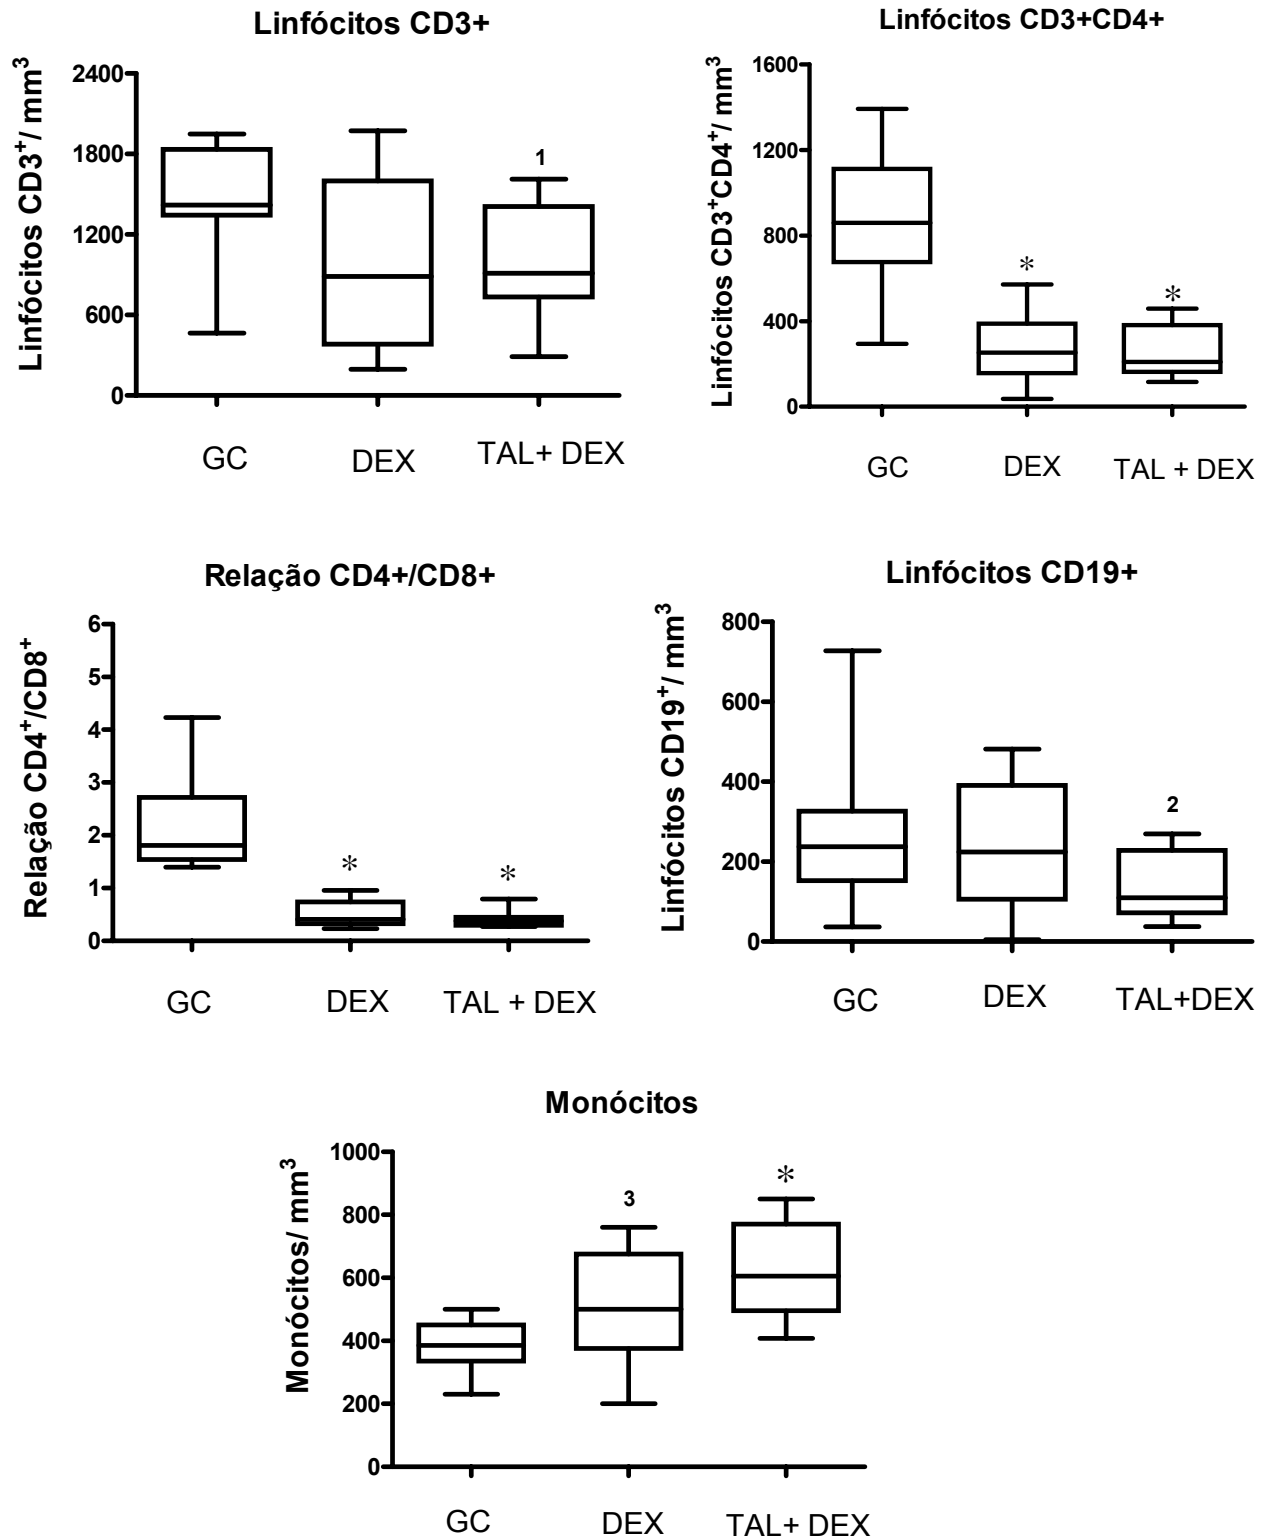 Linfócitos CD3+
Linfócitos CD3⁺/ mm³
2400
1800
1200
600
0
1
GC
DEX
TAL+ DEX
Linfócitos CD3+CD4+
Linfócitos CD3⁺CD4⁺/ mm³
1600
1200
800
400
0
*
*
GC
DEX
TAL + DEX
Relação CD4+/CD8+
Relação CD4⁺/CD8⁺
6
5
4
3
2
1
0
*
*
GC
DEX
TAL + DEX
Linfócitos CD19+
Linfócitos CD19⁺/ mm³
800
600
400
200
0
2
GC
DEX
TAL+DEX
Monócitos
Monócitos/ mm³
1000
800
600
400
200
0
3
*
GC
DEX
TAL+ DEX